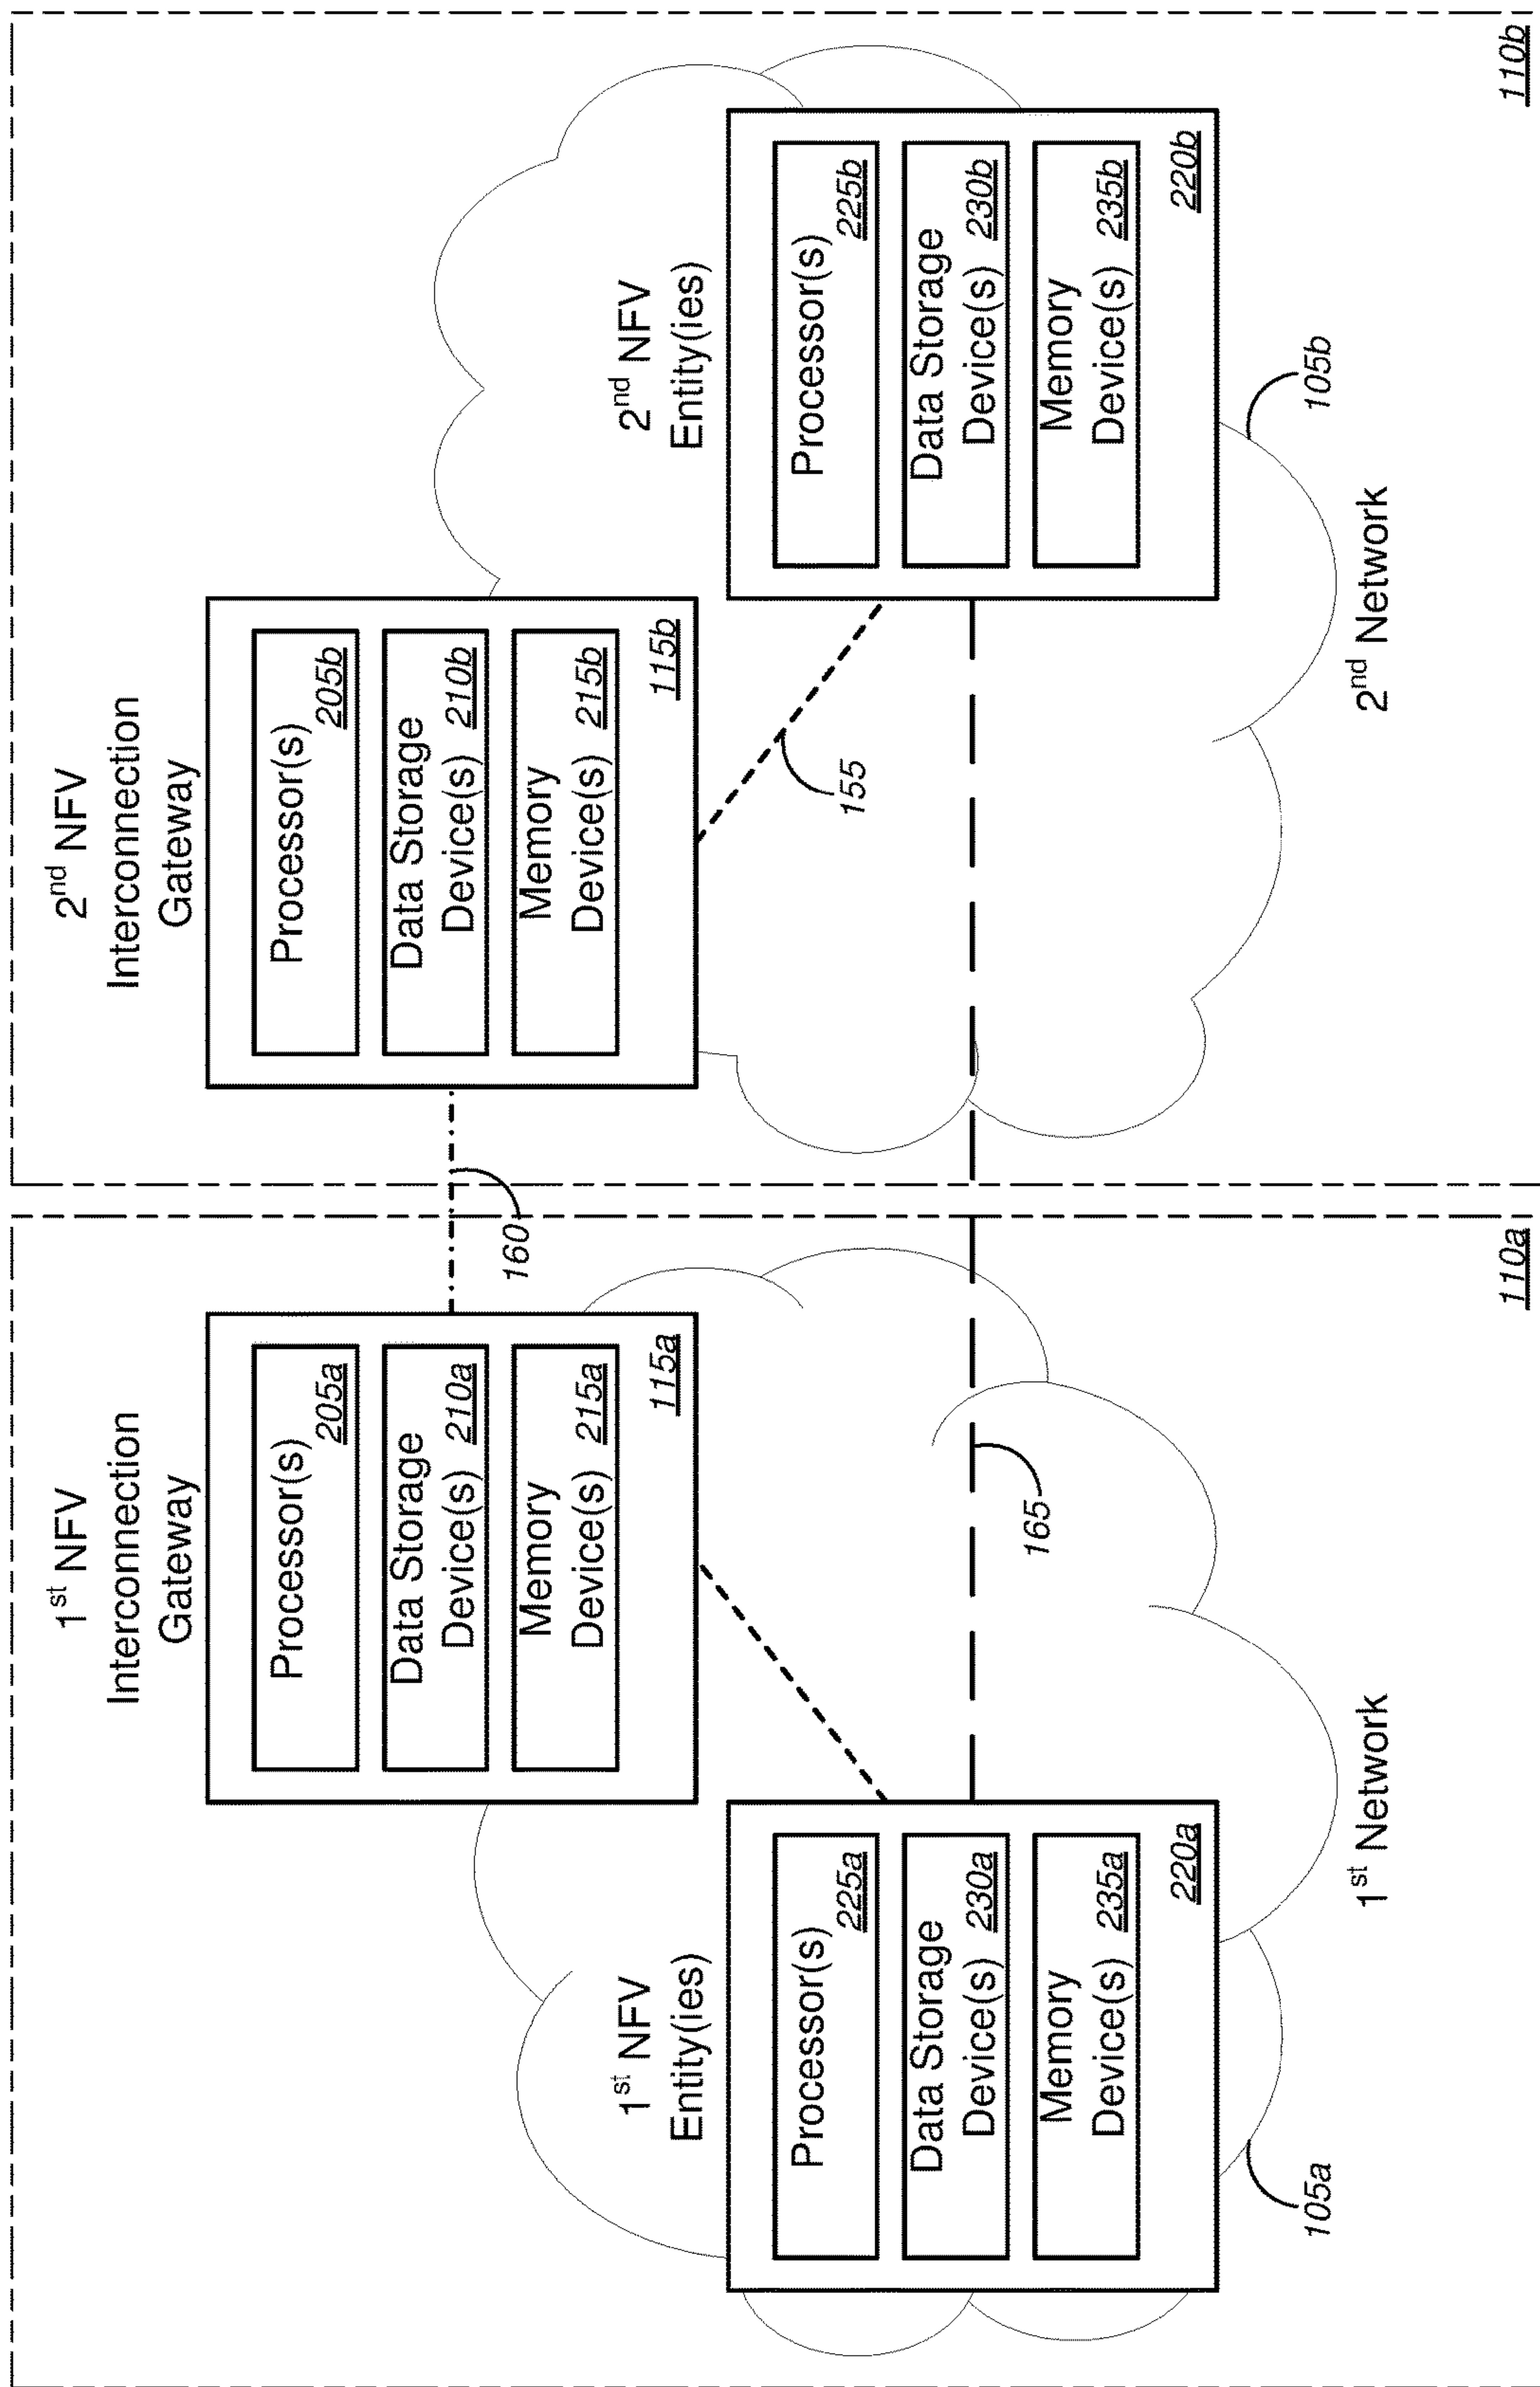 1st NFV
Interconnection
Gateway
Processor(s)
205a
Data Storage
Device(s) 210a
Memory
Device(s) 215a
115a
160
2nd NFV
Interconnection
Gateway
Processor(s)
205b
Data Storage
Device(s) 210b
Memory
Device(s) 215b
115b
155
1st NFV
Entity(ies)
Processor(s)
225a
Data Storage
Device(s) 230a
Memory
Device(s) 235a
220a
165
2nd NFV
Entity(ies)
Processor(s)
225b
Data Storage
Device(s) 230b
Memory
Device(s) 235b
220b
105a
1st Network
110a
2nd Network
105b
110b